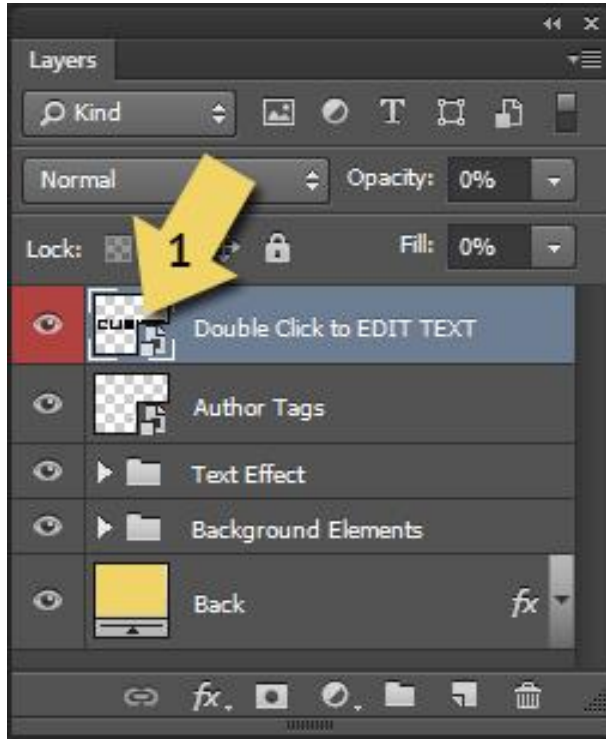 Layers
Kind
Normal Opacity: 0%
Lock: 1 Fill: 0%
Double Click to EDIT TEXT
Author Tags
Text Effect
Background Elements
Back fx
fx.